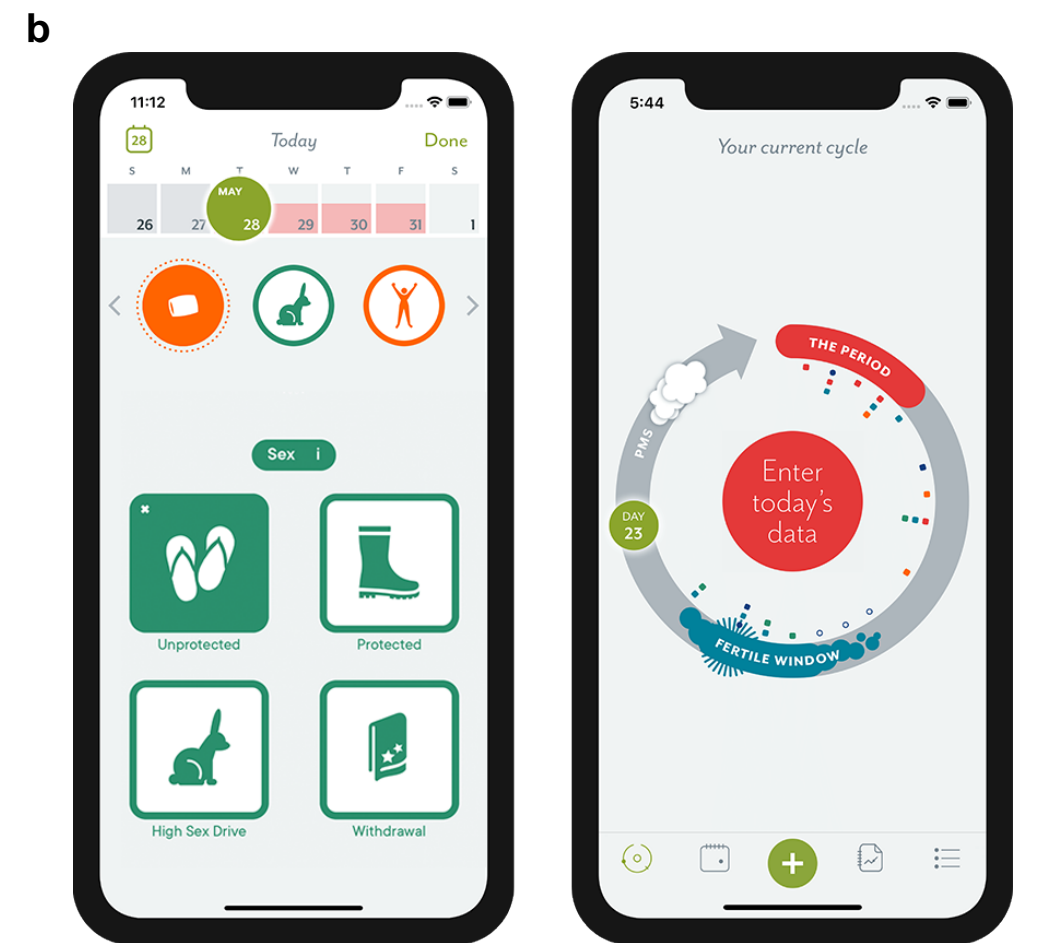 b
11:12
28
Today
Done
S M T W T F S
MAY
26 27 28 29 30 31 1
Sex i
Unprotected
Protected
High Sex Drive
Withdrawal
5:44
Your current cycle
THE PERIOD
PMS
Enter
today's
data
DAY
23
FERTILE WINDOW